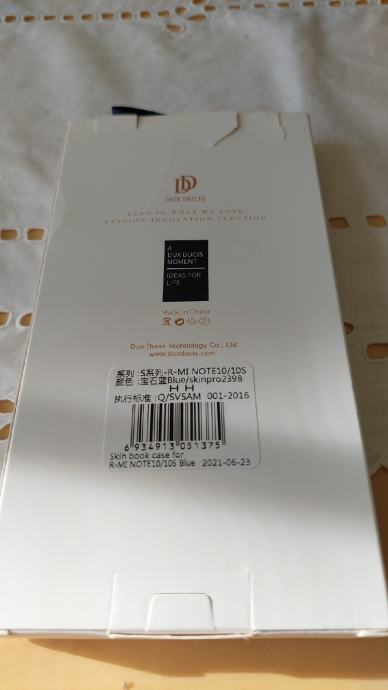 DUX DUCIS
LEAD IN WHAT WE LOVE
FASHION·INNOVATION·FUNCTION
A
DUX DUCIS
MOMENT
IDEAS FOR
LIFE
Made in China
Dux Ducis Technology Co., Ltd
www.duxducis.com
系列 :S系列-R-MI NOTE10/10S
颜色 :宝石蓝Blue/skinpro2398
H H
执行标准 :Q/SVSAM 001-2016
6 934913 051375
Skin book case for
R-MI NOTE10/10S Blue 2021-06-23